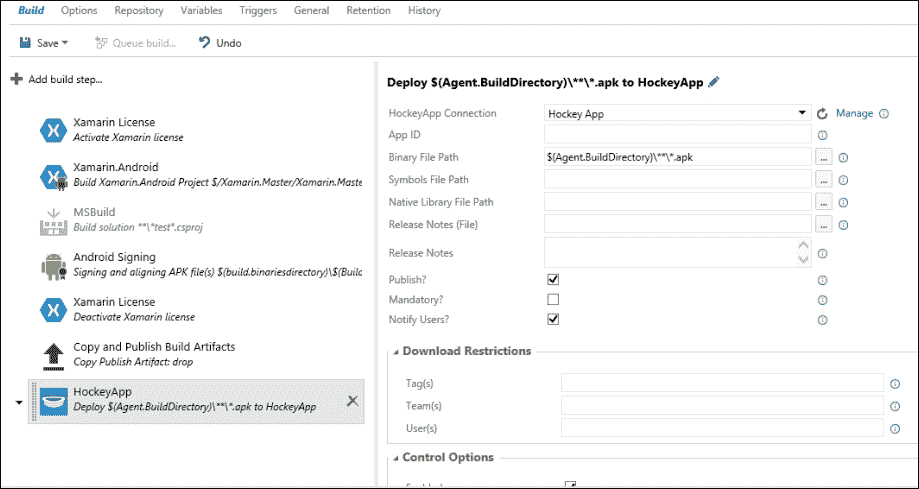 Build Options Repository Variables Triggers General Retention History
Save Queue build... Undo
Add build step...
Xamarin License
Activate Xamarin license
Xamarin.Android
Build Xamarin.Android Project $/Xamarin.Master/Xamarin.Maste
MSBuild
Build solution **\*test*.csproj
Android Signing
Signing and aligning APK file(s) $(build.binariesdirectory)\$(Build
Xamarin License
Deactivate Xamarin license
Copy and Publish Build Artifacts
Copy Publish Artifact: drop
HockeyApp
Deploy $(Agent.BuildDirectory)\**\*.apk to HockeyApp
Deploy $(Agent.BuildDirectory)\**\*.apk to HockeyApp
HockeyApp Connection Hockey App Manage
App ID
Binary File Path $(Agent.BuildDirectory)\**\*.apk ...
Symbols File Path ...
Native Library File Path ...
Release Notes (File) ...
Release Notes
Publish?
Mandatory?
Notify Users?
Download Restrictions
Tag(s)
Team(s)
User(s)
Control Options